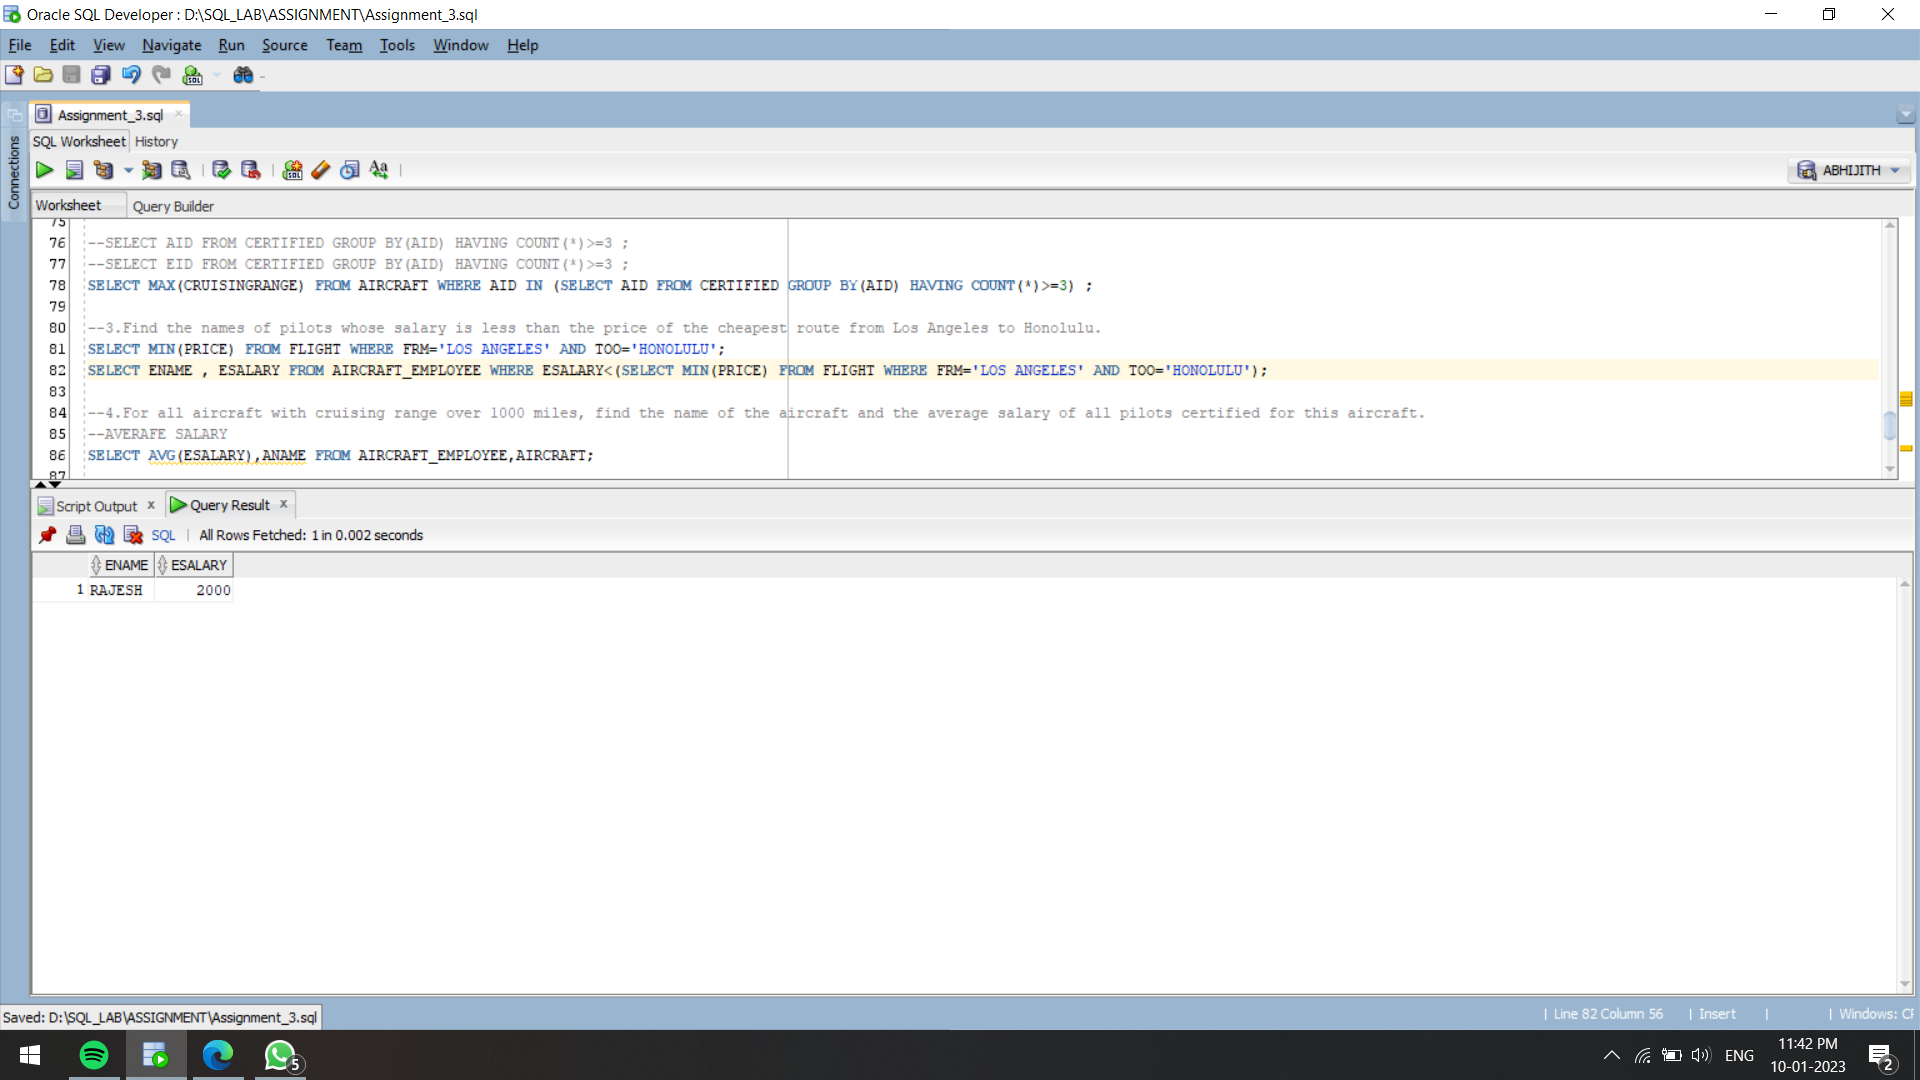 Oracle SQL Developer : D:\SQL_LAB\ASSIGNMENT\Assignment_3.sql
File Edit View Navigate Run Source Team Tools Window Help
Connections
Assignment_3.sql
SQL Worksheet History
ABHIJITH
Worksheet Query Builder
75
76 --SELECT AID FROM CERTIFIED GROUP BY(AID) HAVING COUNT(*)>=3 ;
77 --SELECT EID FROM CERTIFIED GROUP BY(AID) HAVING COUNT(*)>=3 ;
78 SELECT MAX(CRUISINGRANGE) FROM AIRCRAFT WHERE AID IN (SELECT AID FROM CERTIFIED GROUP BY(AID) HAVING COUNT(*)>=3) ;
79
80 --3.Find the names of pilots whose salary is less than the price of the cheapest route from Los Angeles to Honolulu.
81 SELECT MIN(PRICE) FROM FLIGHT WHERE FRM='LOS ANGELES' AND TOO='HONOLULU';
82 SELECT ENAME , ESALARY FROM AIRCRAFT_EMPLOYEE WHERE ESALARY<(SELECT MIN(PRICE) FROM FLIGHT WHERE FRM='LOS ANGELES' AND TOO='HONOLULU');
83
84 --4.For all aircraft with cruising range over 1000 miles, find the name of the aircraft and the average salary of all pilots certified for this aircraft.
85 --AVERAFE SALARY
86 SELECT AVG(ESALARY),ANAME FROM AIRCRAFT_EMPLOYEE,AIRCRAFT;
87
Script Output x Query Result x
SQL | All Rows Fetched: 1 in 0.002 seconds
ENAME ESALARY
1 RAJESH 2000
Saved: D:\SQL_LAB\ASSIGNMENT\Assignment_3.sql
| Line 82 Column 56 | Insert | | Windows: CF
5
ENG
11:42 PM
10-01-2023
2